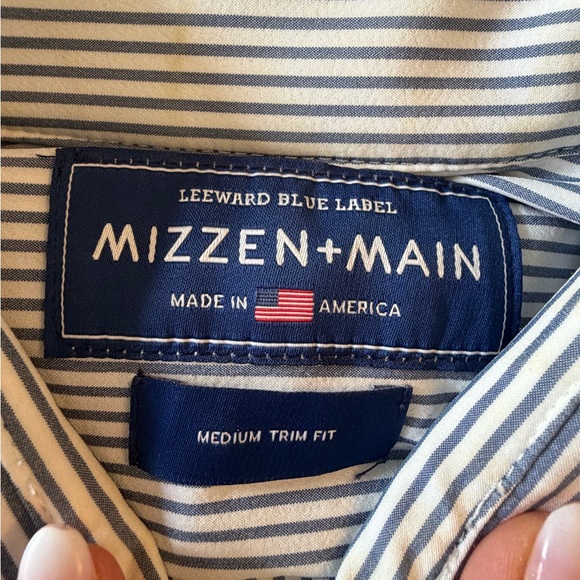 LEEWARD BLUE LABEL
MIZZEN+MAIN
MADE IN AMERICA
MEDIUM TRIM FIT